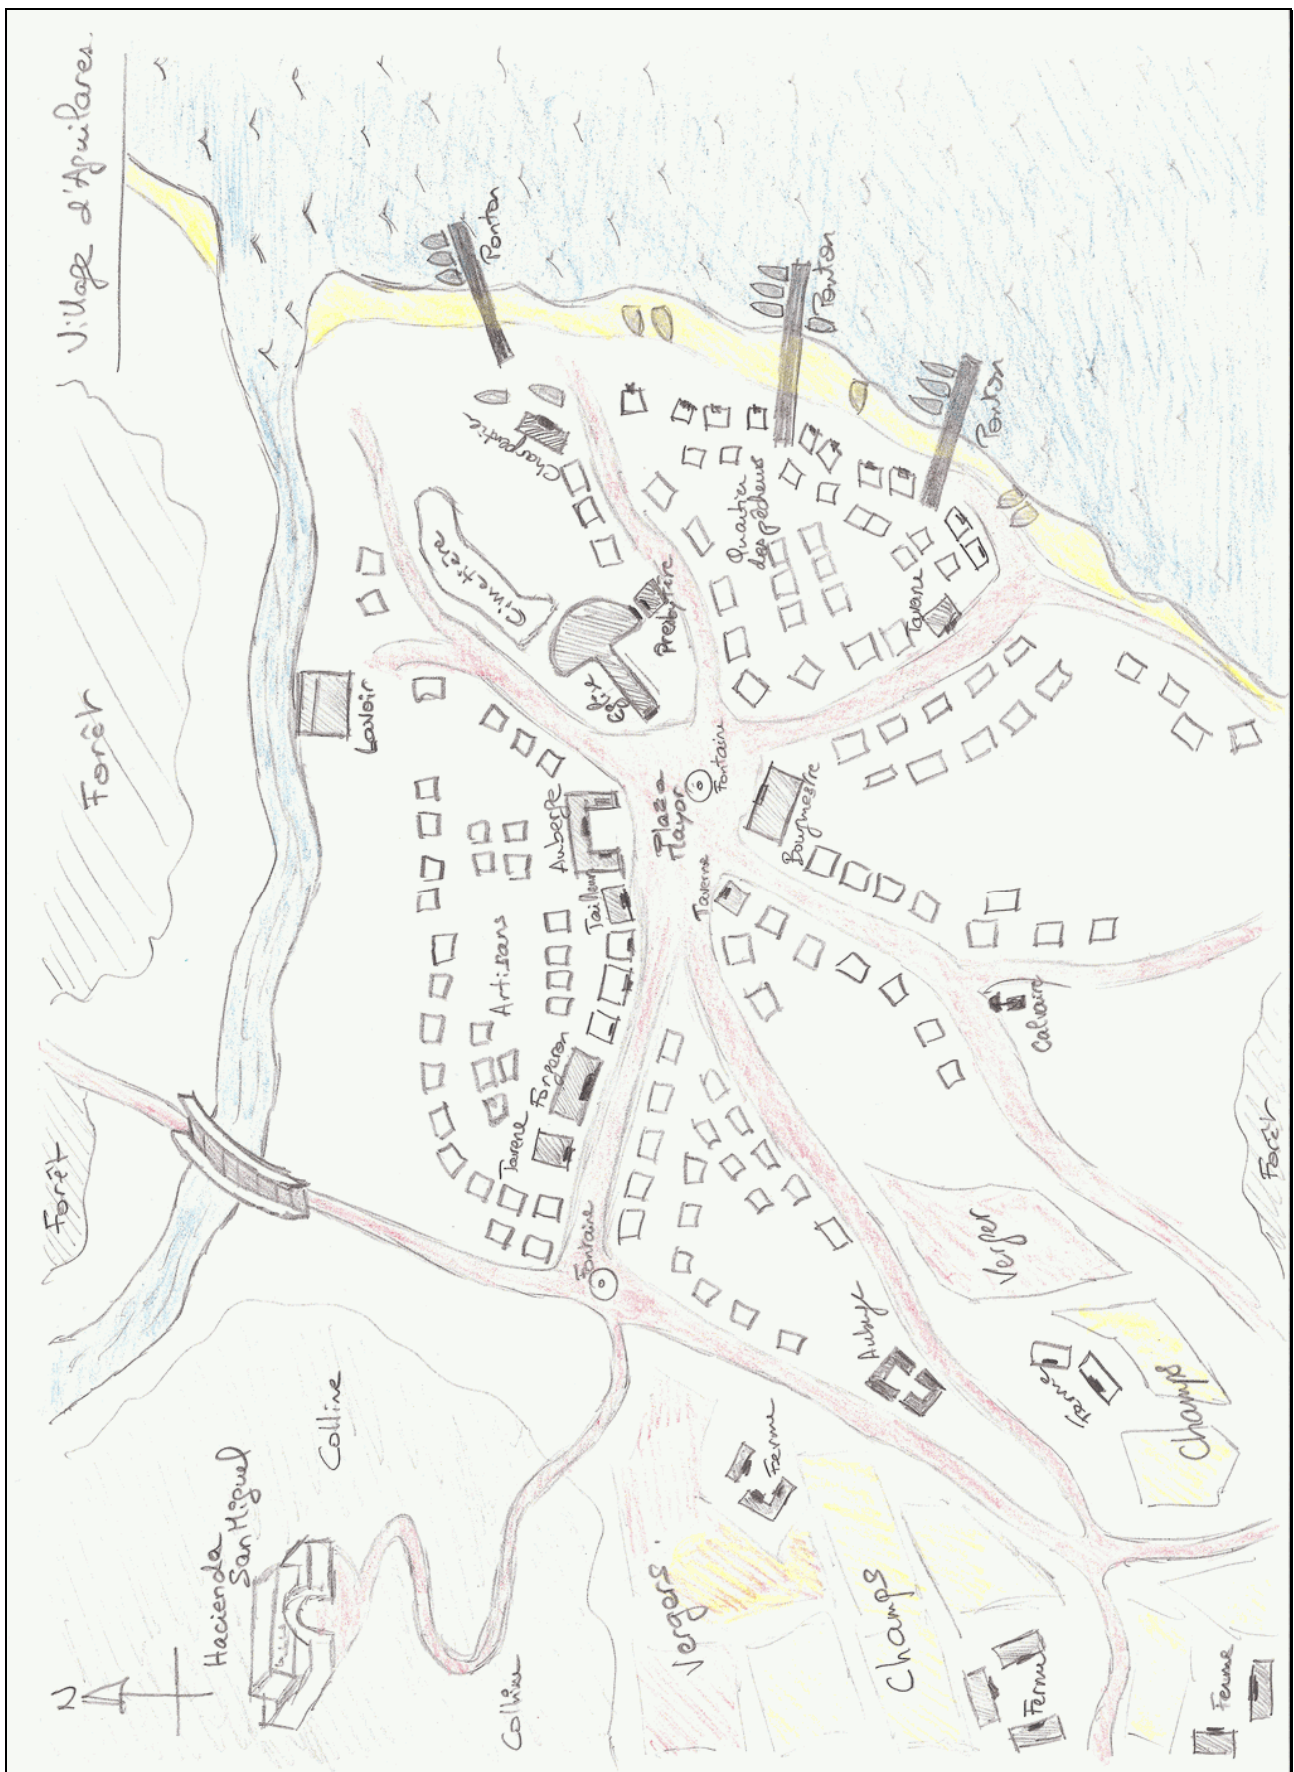 Village d'Aguilares.
N
Hacienda
San Miguel
Colline
Colline
Forêt
Forêt
Lavoir
Artisans
Taverne
Forgeron
Tailleur
Auberge
Fontaine
Plaza
Mayor
Fontaine
Cimetière
Presbytère
Charpentier
Ponton
Ponton
Ponton
Quartier
des pêcheurs
Taverne
Bourgmestre
Taverne
Calvaire
Forêt
Verger
Auberge
Ferme
Champs
Ferme
Vergers.
Champs
Ferme
Ferme